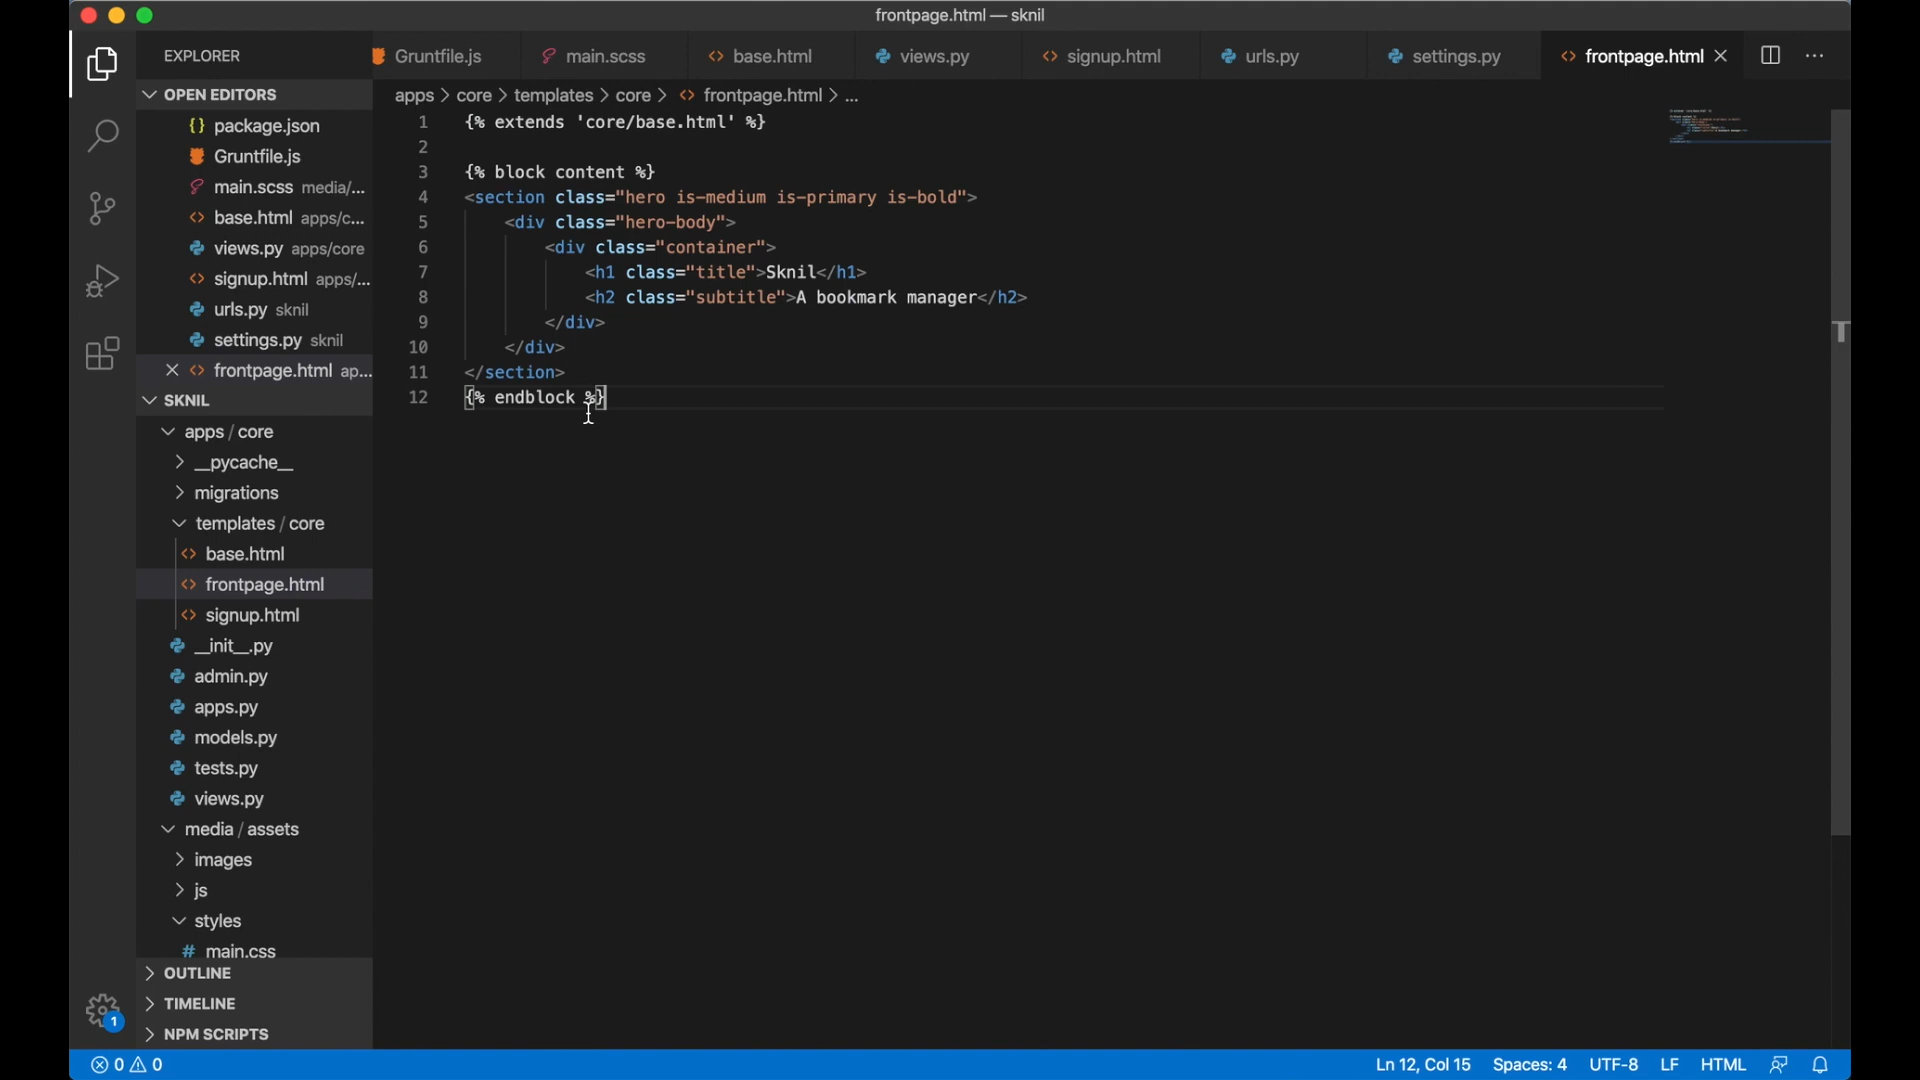 frontpage.html — sknil
EXPLORER
Gruntfile.js
main.scss
base.html
views.py
signup.html
urls.py
settings.py
frontpage.html
OPEN EDITORS
package.json
Gruntfile.js
main.scss media/...
base.html apps/c...
views.py apps/core
signup.html apps/...
urls.py sknil
settings.py sknil
frontpage.html ap...
SKNIL
apps / core
__pycache__
migrations
templates / core
base.html
frontpage.html
signup.html
__init__.py
admin.py
apps.py
models.py
tests.py
views.py
media / assets
images
js
styles
# main.css
OUTLINE
TIMELINE
NPM SCRIPTS
apps > core > templates > core > frontpage.html > ...
1 {% extends 'core/base.html' %}
2
3 {% block content %}
4 <section class="hero is-medium is-primary is-bold">
5 <div class="hero-body">
6 <div class="container">
7 <h1 class="title">Sknil</h1>
8 <h2 class="subtitle">A bookmark manager</h2>
9 </div>
10 </div>
11 </section>
12 {% endblock %}
1
0 0
Ln 12, Col 15 Spaces: 4 UTF-8 LF HTML